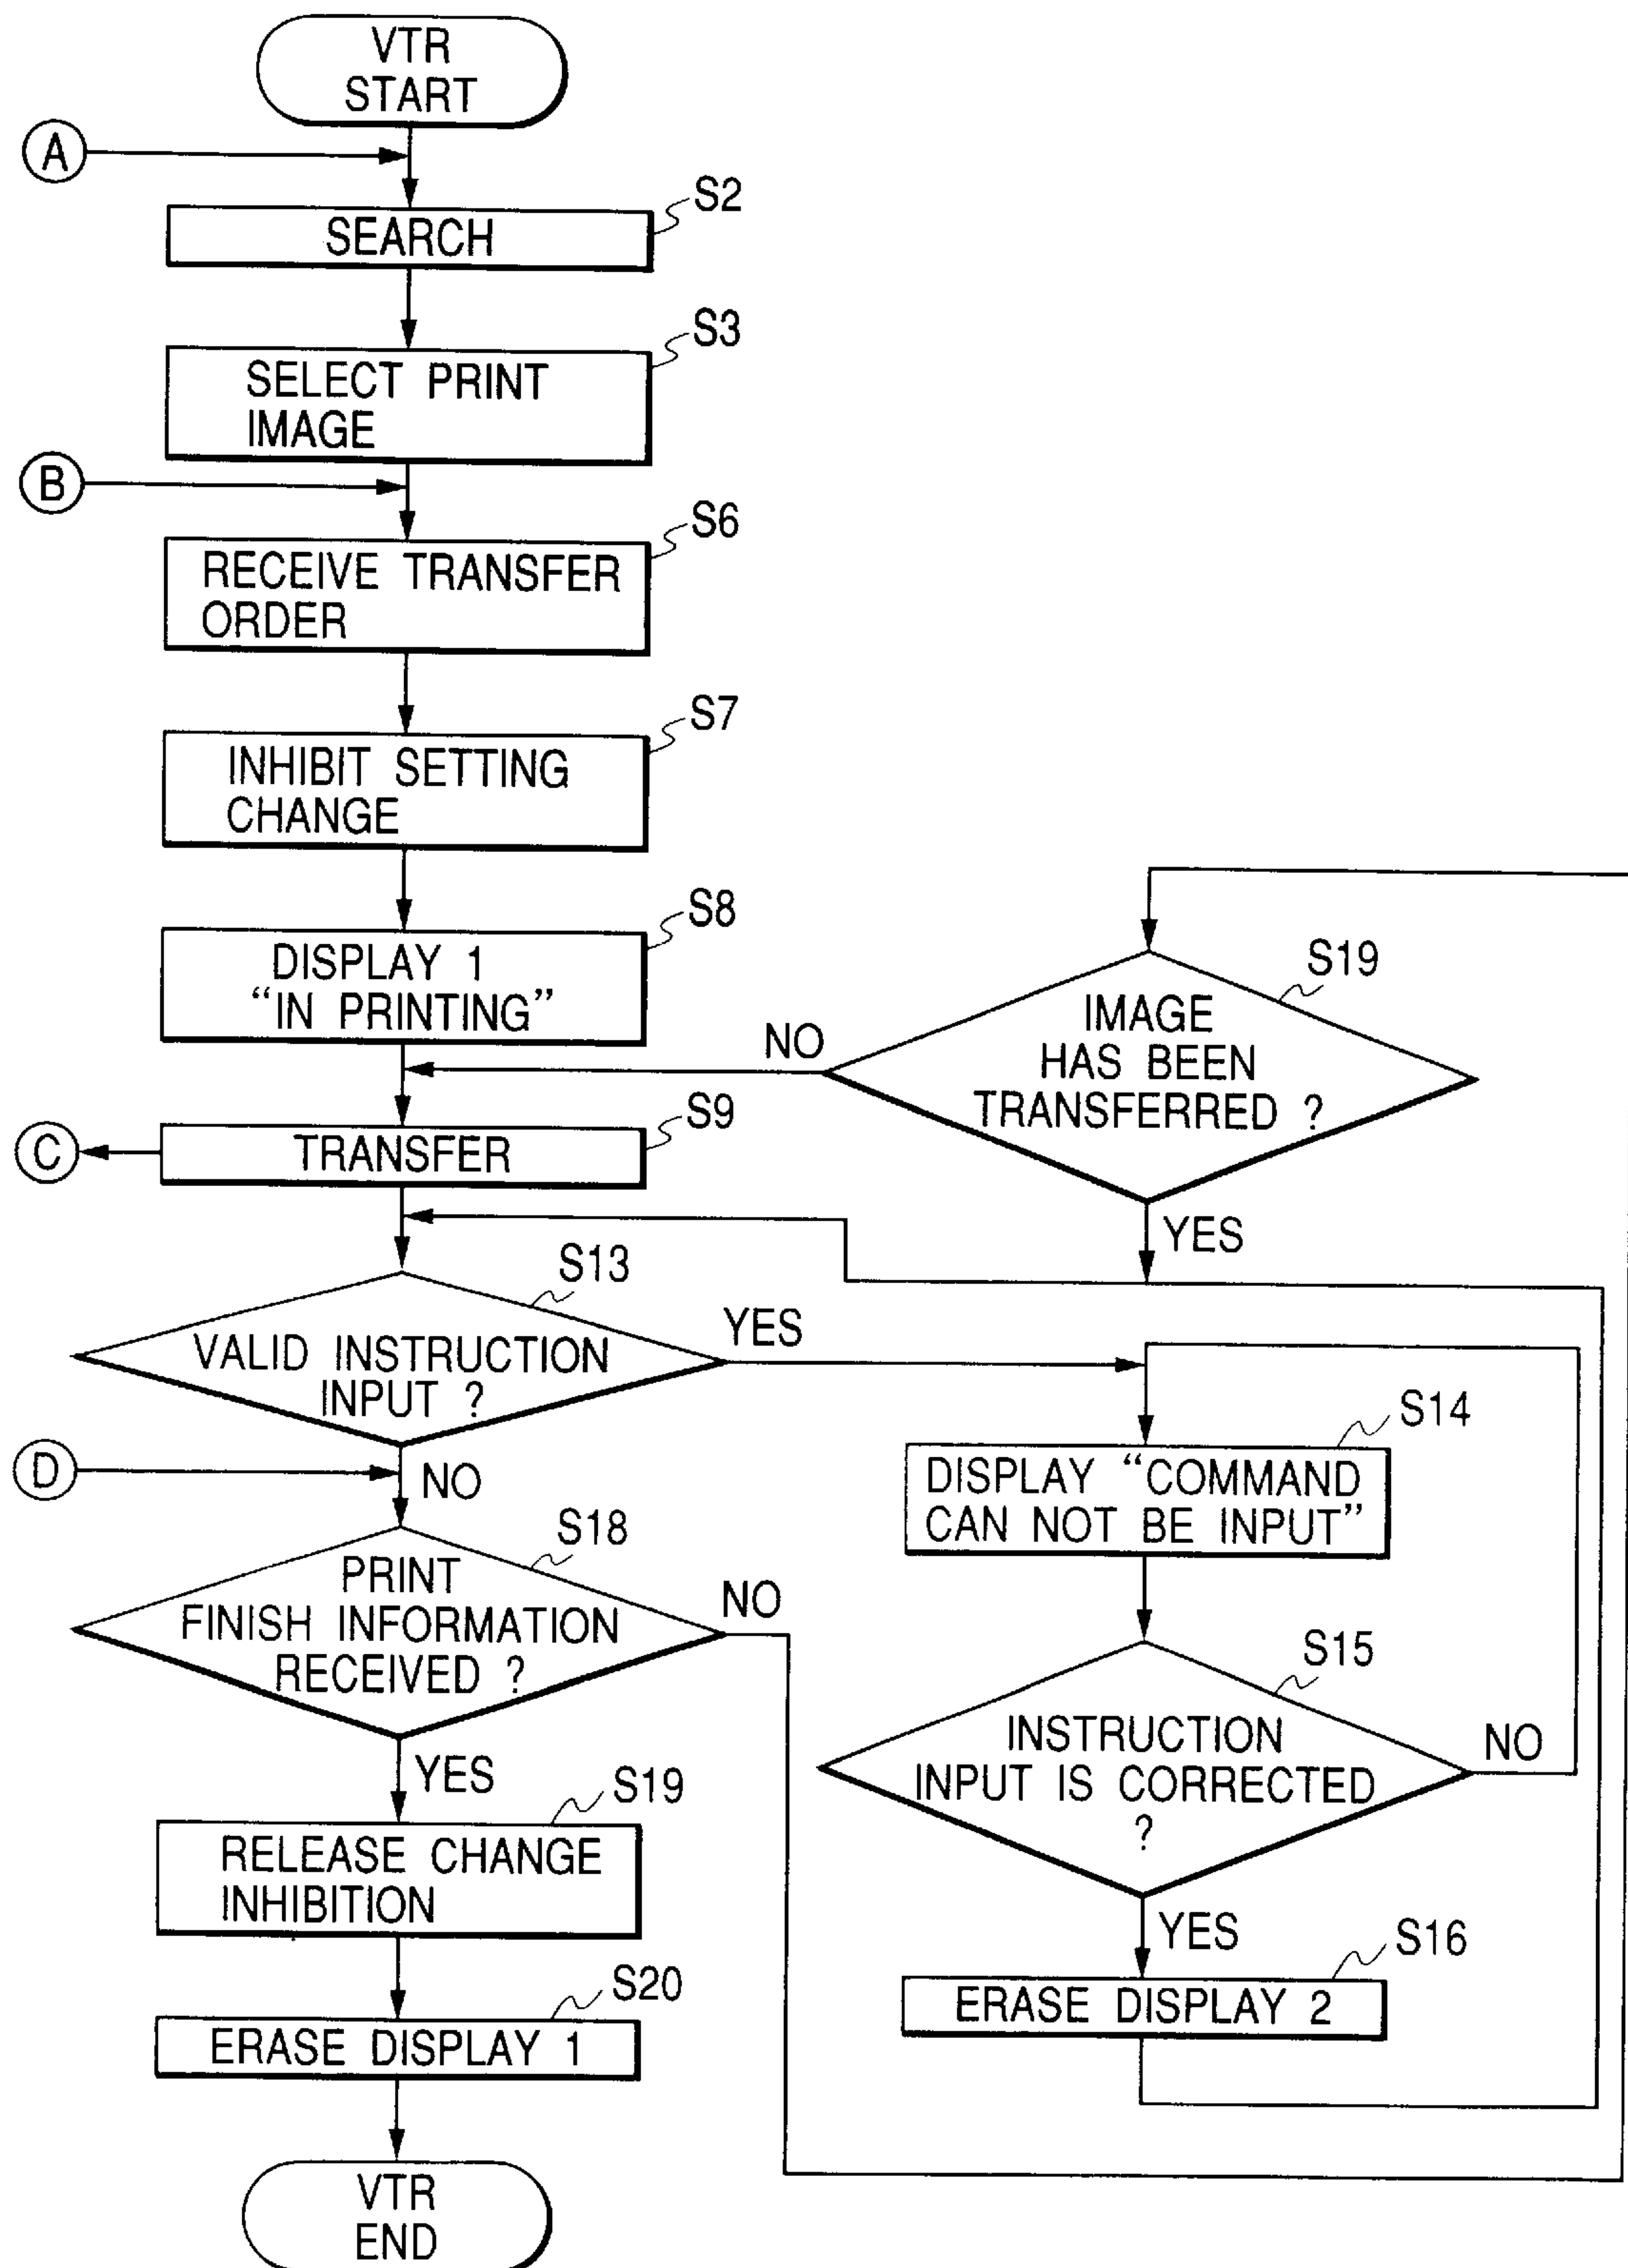 VTR
START
A
S2
SEARCH
S3
SELECT PRINT
IMAGE
B
S6
RECEIVE TRANSFER
ORDER
S7
INHIBIT SETTING
CHANGE
S8
DISPLAY 1
“IN PRINTING”
S19
IMAGE
HAS BEEN
TRANSFERRED ?
NO
YES
S9
C
TRANSFER
S13
VALID INSTRUCTION
INPUT ?
YES
NO
D
S14
DISPLAY “COMMAND
CAN NOT BE INPUT”
S18
PRINT
FINISH INFORMATION
RECEIVED ?
NO
YES
S15
INSTRUCTION
INPUT IS CORRECTED
?
NO
YES
S19
RELEASE CHANGE
INHIBITION
S16
ERASE DISPLAY 2
S20
ERASE DISPLAY 1
VTR
END